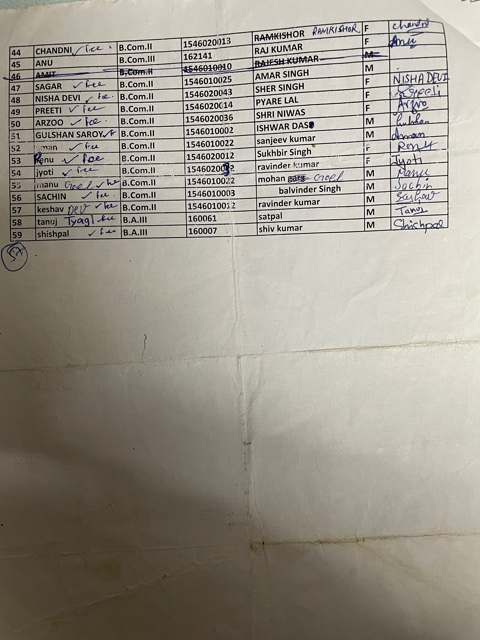 44 CHANDNI ✓ fee B.Com.II 1546020013 RAMKISHOR RAMKISHOR F chandni
45 ANU B.Com.III 162141 RAJ KUMAR F Anu
46 AMIT B.Com.II 1546010010 RAJESH KUMAR M
47 SAGAR ✓ fee B.Com.II 1546010025 AMAR SINGH M
48 NISHA DEVI ✓ fee B.Com.II 1546020043 SHER SINGH F NISHA DEVI
49 PREETI ✓ fee B.Com.II 1546020014 PYARE LAL F Preeti
50 ARZOO ✓ fee B.Com.II 1546020036 SHRI NIWAS F Arzoo
51 GULSHAN SAROY B.Com.II 1546010002 ISHWAR DASS M Gulshan
52 man ✓ fee B.Com.II 1546010022 sanjeev kumar M Aman
53 Renu ✓ fee B.Com.II 1546020012 Sukhbir Singh F Renu
54 jyoti ✓ fee B.Com.II 154602003 ravinder kumar F Jyoti
55 manu Goel ✓ fee B.Com.II 1546010022 mohan Goel M Manu
56 SACHIN ✓ fee B.Com.II 1546010003 balvinder Singh M Sachin
57 keshav Dev ✓ fee B.Com.II 1546010012 ravinder kumar M
58 tanuj Tyagi fee B.A.III 160061 satpal M Tanuj
59 shishpal ✓ fee B.A.III 160007 shiv kumar M Shishpal
57